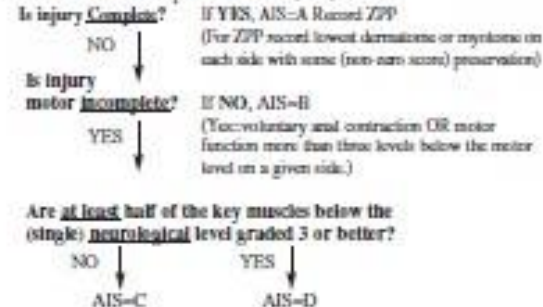 Is injury Complete? If YES, AIS=A Record ZPP
NO (For ZPP record lowest dermatome or myotome on
each side with some (non-zero score) preservation)
Is injury
motor incomplete? If NO, AIS=B
YES (Yes=voluntary anal contraction OR motor
function more than three levels below the motor
level on a given side.)
Are at least half of the key muscles below the
(single) neurological level graded 3 or better?
NO YES
AIS=C AIS=D